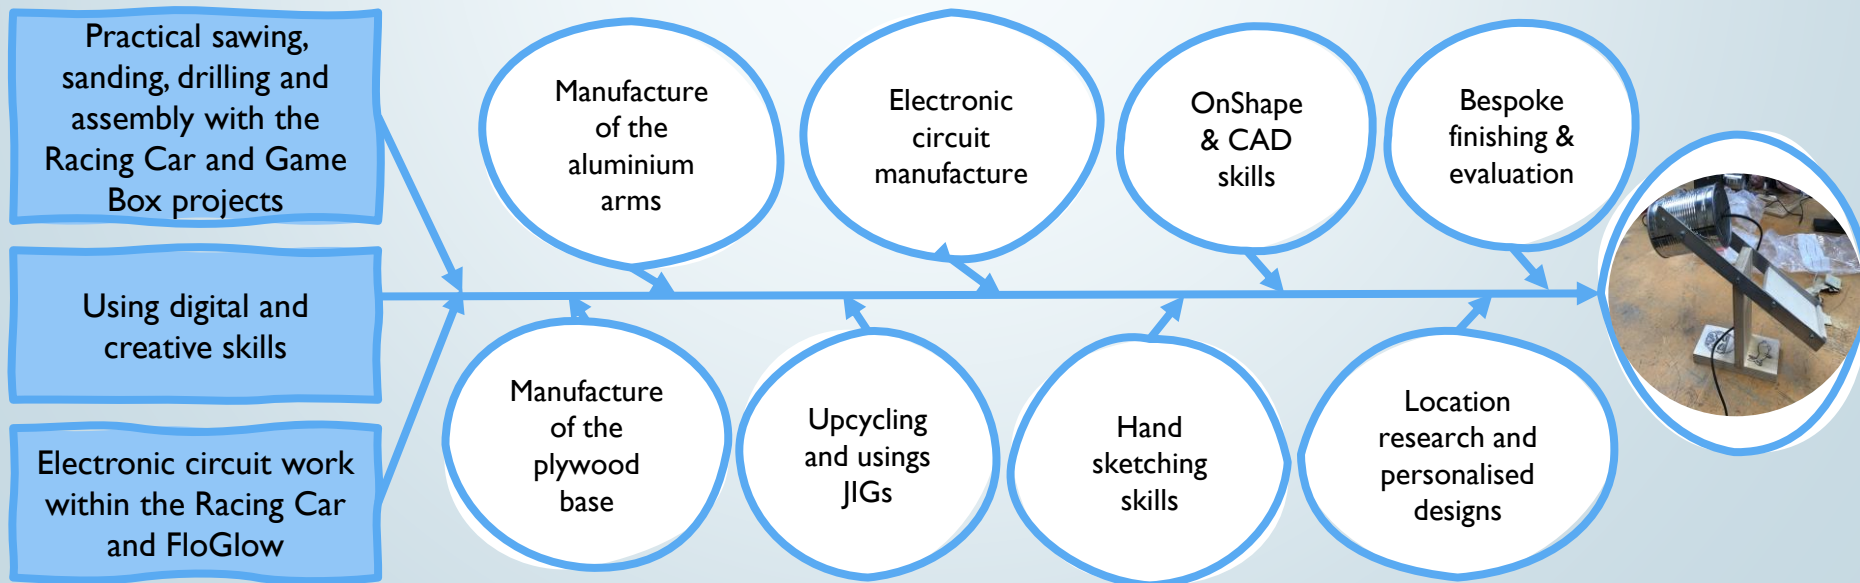 Practical sawing,
sanding, drilling and
assembly with the
Racing Car and Game
Box projects
Using digital and
creative skills
Electronic circuit work
within the Racing Car
and FloGlow
Manufacture
of the
aluminium
arms
Electronic
circuit
manufacture
OnShape
& CAD
skills
Bespoke
finishing &
evaluation
Manufacture
of the
plywood
base
Upcycling
and usings
JIGs
Hand
sketching
skills
Location
research and
personalised
designs